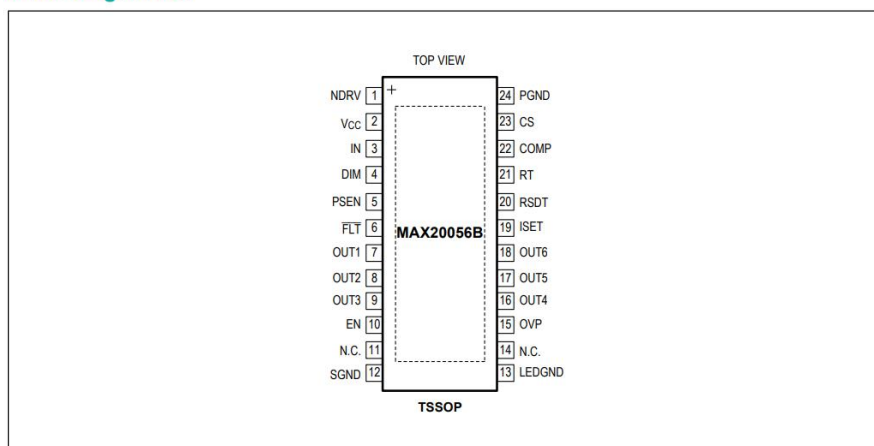 TOP VIEW
NDRV 1 + 24 PGND
VCC 2 23 CS
IN 3 22 COMP
DIM 4 21 RT
PSEN 5 20 RSDT
FLT 6 MAX20056B 19 ISET
OUT1 7 18 OUT6
OUT2 8 17 OUT5
OUT3 9 16 OUT4
EN 10 15 OVP
N.C. 11 14 N.C.
SGND 12 13 LEDGND
TSSOP